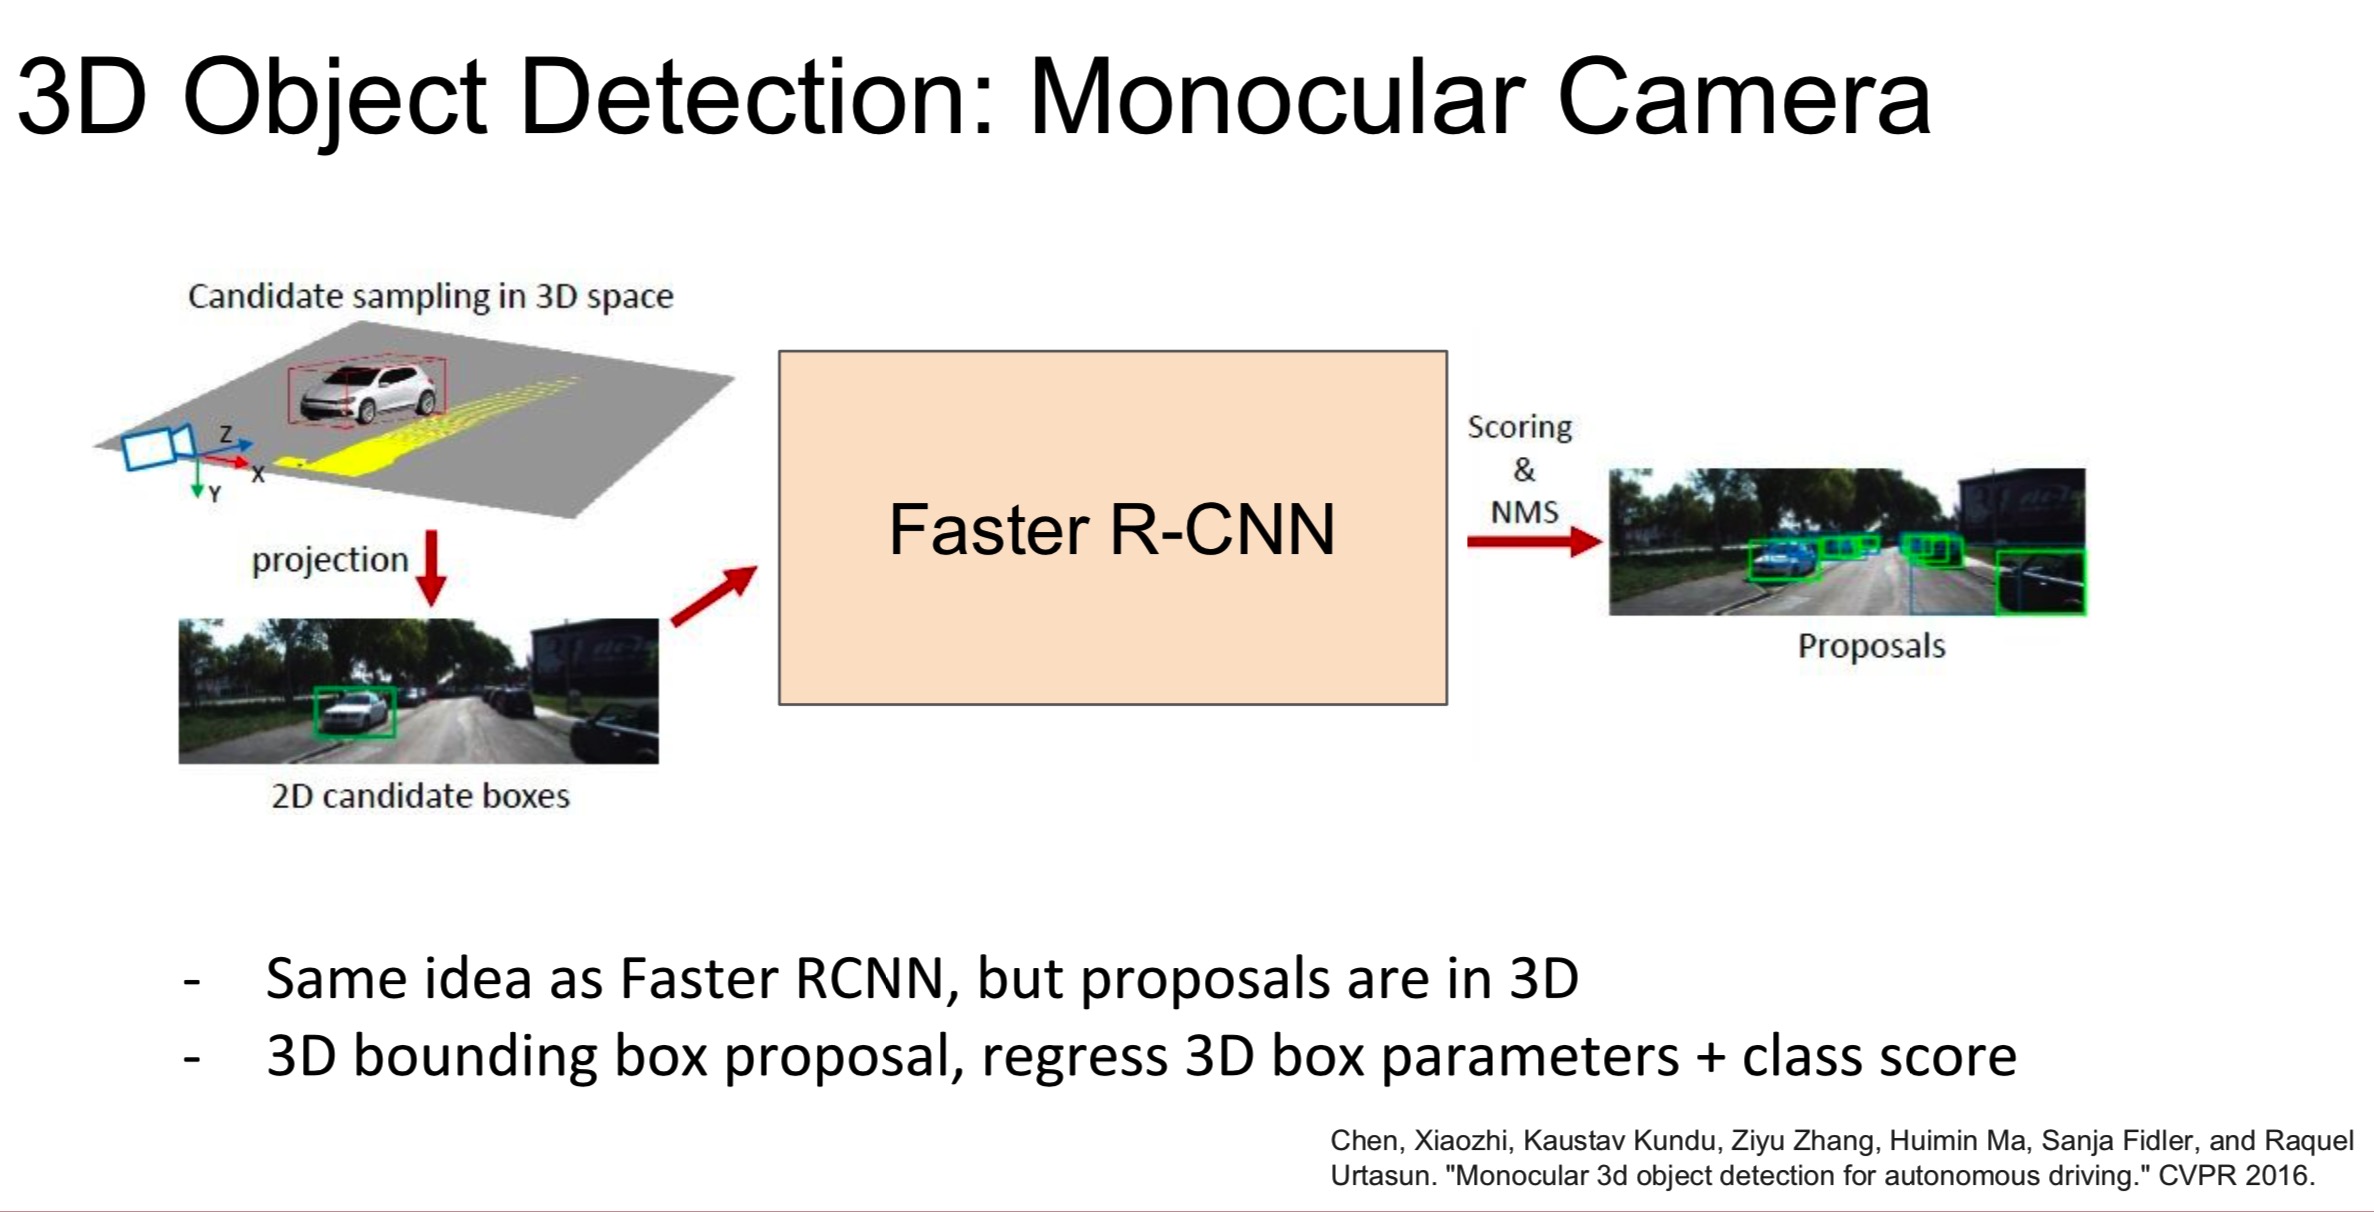 3D Object Detection: Monocular Camera
Candidate sampling in 3D space
Z
X
Y
projection
2D candidate boxes
Faster R-CNN
Scoring
&
NMS
Proposals
- Same idea as Faster RCNN, but proposals are in 3D
- 3D bounding box proposal, regress 3D box parameters + class score
Chen, Xiaozhi, Kaustav Kundu, Ziyu Zhang, Huimin Ma, Sanja Fidler, and Raquel
Urtasun. "Monocular 3d object detection for autonomous driving." CVPR 2016.